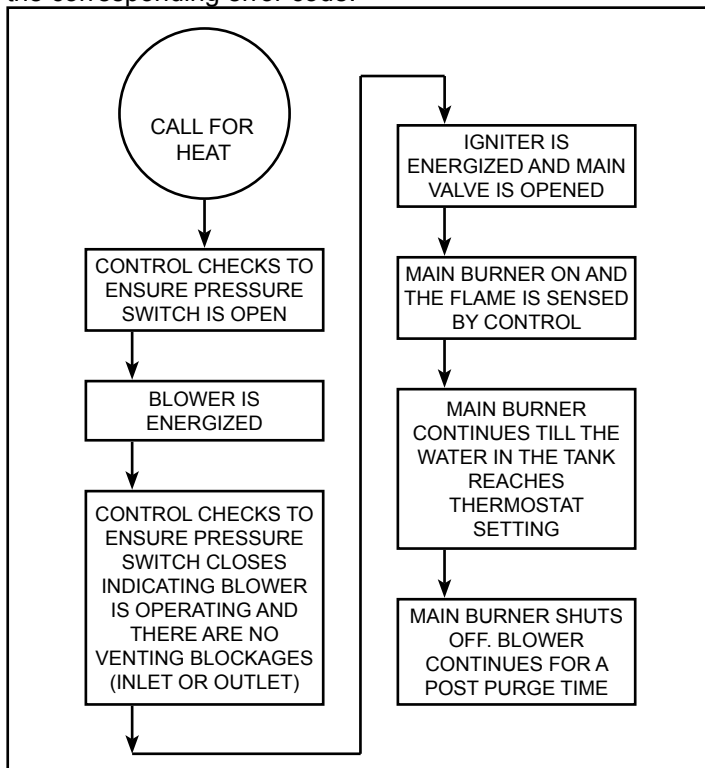 the corresponding error code.
CALL FOR
HEAT
CONTROL CHECKS TO
ENSURE PRESSURE
SWITCH IS OPEN
BLOWER IS
ENERGIZED
CONTROL CHECKS TO
ENSURE PRESSURE
SWITCH CLOSES
INDICATING BLOWER
IS OPERATING AND
THERE ARE NO
VENTING BLOCKAGES
(INLET OR OUTLET)
IGNITER IS
ENERGIZED AND MAIN
VALVE IS OPENED
MAIN BURNER ON AND
THE FLAME IS SENSED
BY CONTROL
MAIN BURNER
CONTINUES TILL THE
WATER IN THE TANK
REACHES
THERMOSTAT
SETTING
MAIN BURNER SHUTS
OFF. BLOWER
CONTINUES FOR A
POST PURGE TIME